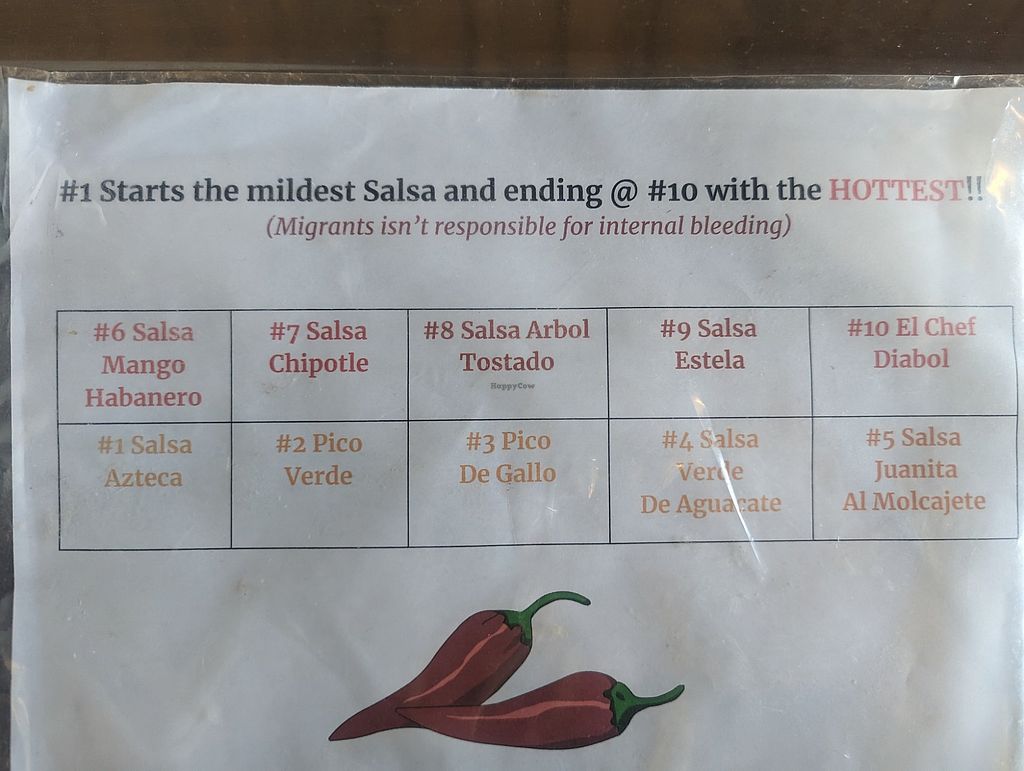 #1 Starts the mildest Salsa and ending @ #10 with the HOTTEST!!
(Migrants isn't responsible for internal bleeding)
#6 Salsa
Mango
Habanero
#7 Salsa
Chipotle
#8 Salsa Arbol
Tostado
HappyCow
#9 Salsa
Estela
#10 El Chef
Diabol
#1 Salsa
Azteca
#2 Pico
Verde
#3 Pico
De Gallo
#4 Salsa
Verde
De Aguacate
#5 Salsa
Juanita
Al Molcajete